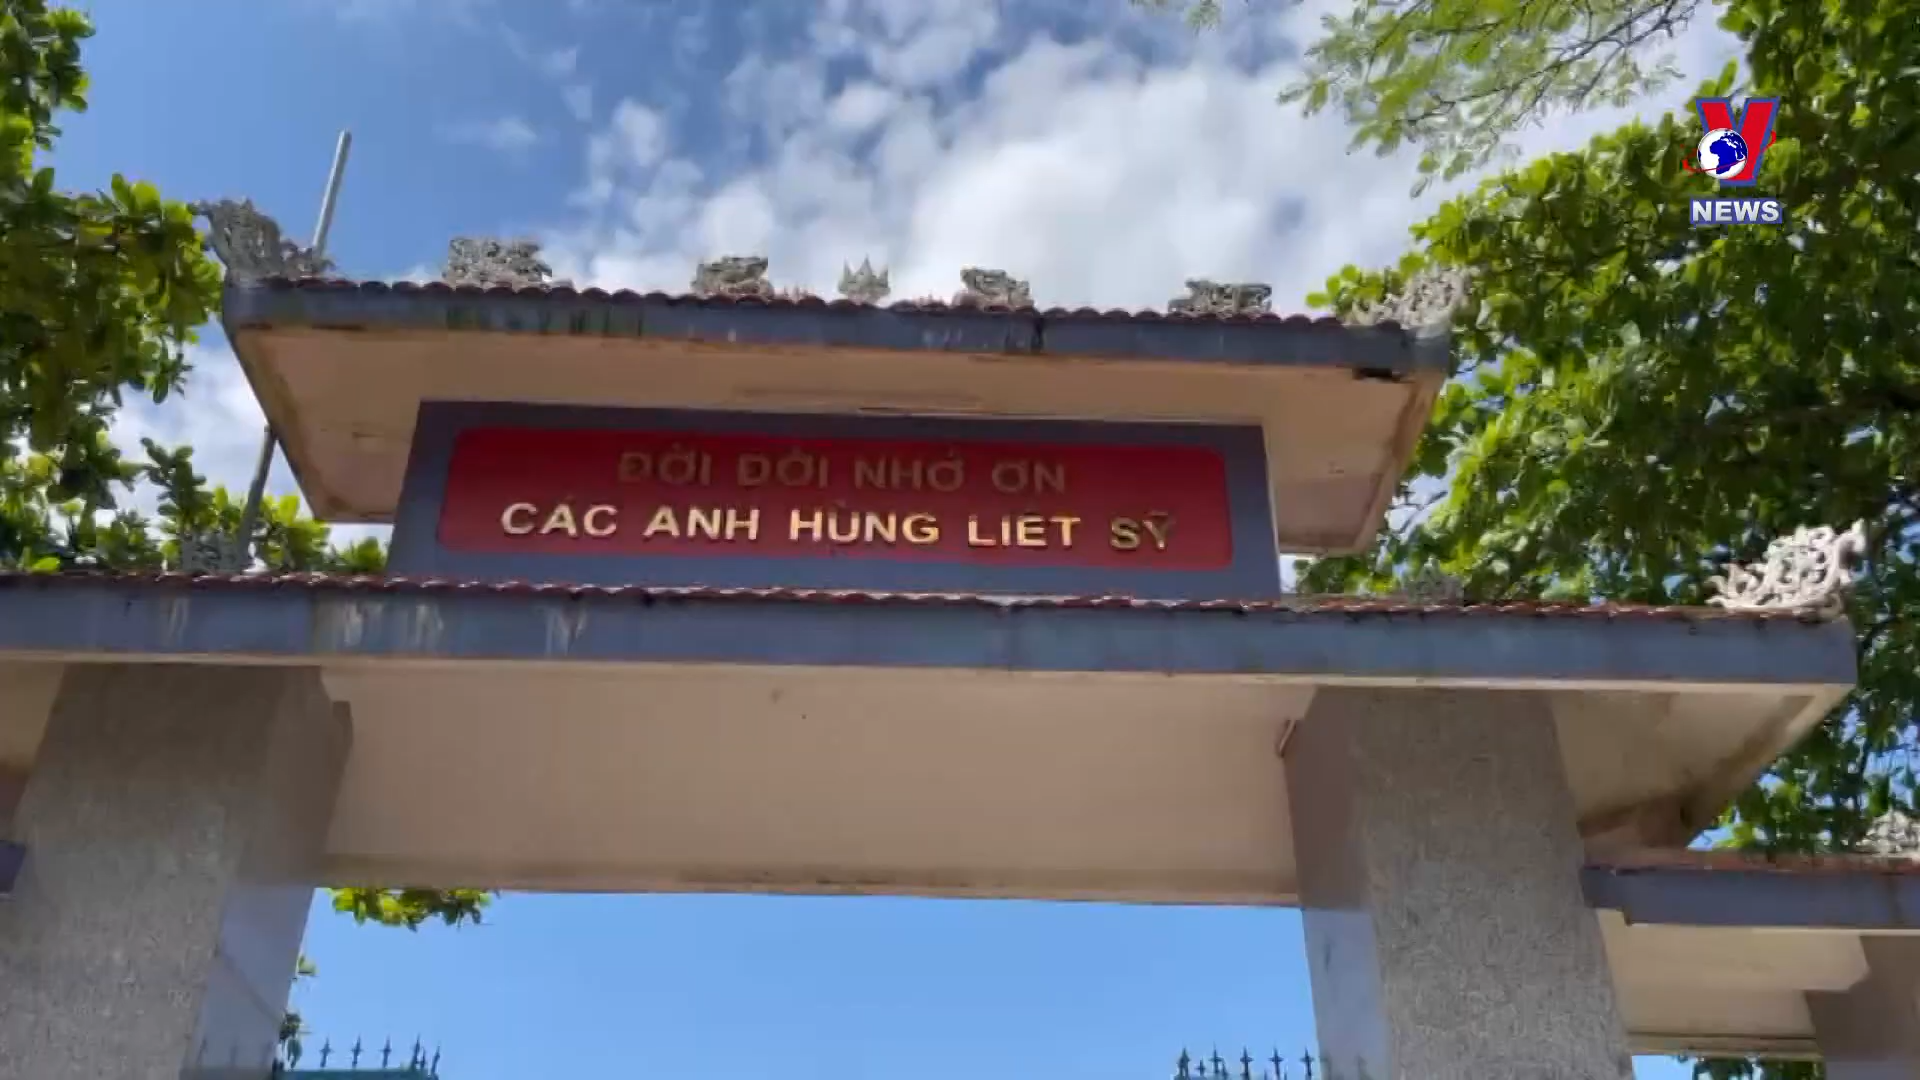 ĐỜI ĐỜI NHỚ ƠN
CÁC ANH HÙNG LIỆT SỸ
V
NEWS